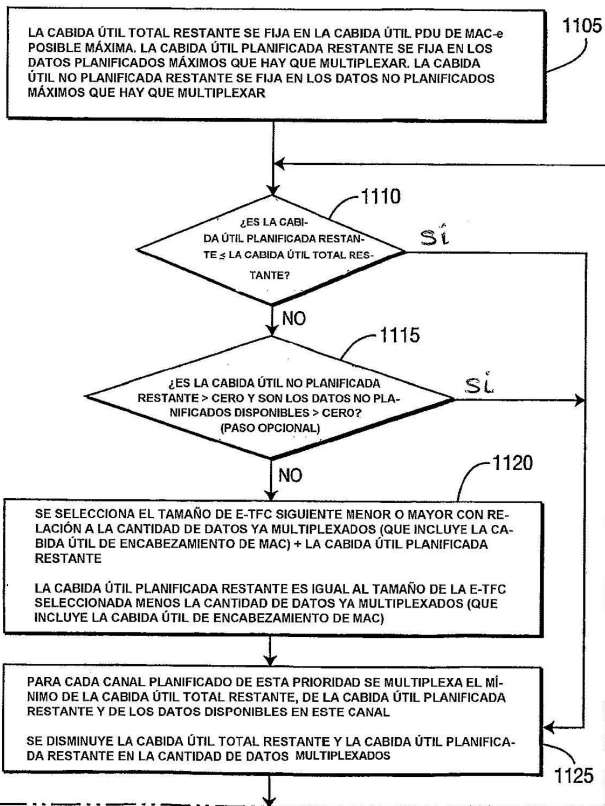 LA CABIDA ÚTIL TOTAL RESTANTE SE FIJA EN LA CABIDA ÚTIL PDU DE MAC-e
POSIBLE MÁXIMA. LA CABIDA ÚTIL PLANIFICADA RESTANTE SE FIJA EN LOS
DATOS PLANIFICADOS MÁXIMOS QUE HAY QUE MULTIPLEXAR. LA CABIDA
ÚTIL NO PLANIFICADA RESTANTE SE FIJA EN LOS DATOS NO PLANIFICADOS
MÁXIMOS QUE HAY QUE MULTIPLEXAR
1105
1110
¿ES LA CABI-
DA ÚTIL PLANIFICADA RESTAN-
TE ≤ LA CABIDA ÚTIL TOTAL RES-
TANTE?
SÍ
NO
1115
¿ES LA CABIDA ÚTIL NO PLANIFICADA
RESTANTE > CERO Y SON LOS DATOS NO PLA-
NIFICADOS DISPONIBLES > CERO?
(PASO OPCIONAL)
SÍ
NO
1120
SE SELECCIONA EL TAMAÑO DE E-TFC SIGUIENTE MENOR O MAYOR CON RE-
LACIÓN A LA CANTIDAD DE DATOS YA MULTIPLEXADOS (QUE INCLUYE LA CA-
BIDA ÚTIL DE ENCABEZAMIENTO DE MAC) + LA CABIDA ÚTIL PLANIFICADA
RESTANTE
LA CABIDA ÚTIL PLANIFICADA RESTANTE ES IGUAL AL TAMAÑO DE LA E-TFC
SELECCIONADA MENOS LA CANTIDAD DE DATOS YA MULTIPLEXADOS (QUE
INCLUYE LA CABIDA ÚTIL DE ENCABEZAMIENTO DE MAC)
PARA CADA CANAL PLANIFICADO DE ESTA PRIORIDAD SE MULTIPLEXA EL MÍ-
NIMO DE LA CABIDA ÚTIL TOTAL RESTANTE, DE LA CABIDA ÚTIL PLANIFICADA
RESTANTE Y DE LOS DATOS DISPONIBLES EN ESTE CANAL
SE DISMINUYE LA CABIDA ÚTIL TOTAL RESTANTE Y LA CABIDA ÚTIL PLANIFICA-
DA RESTANTE EN LA CANTIDAD DE DATOS MULTIPLEXADOS
1125